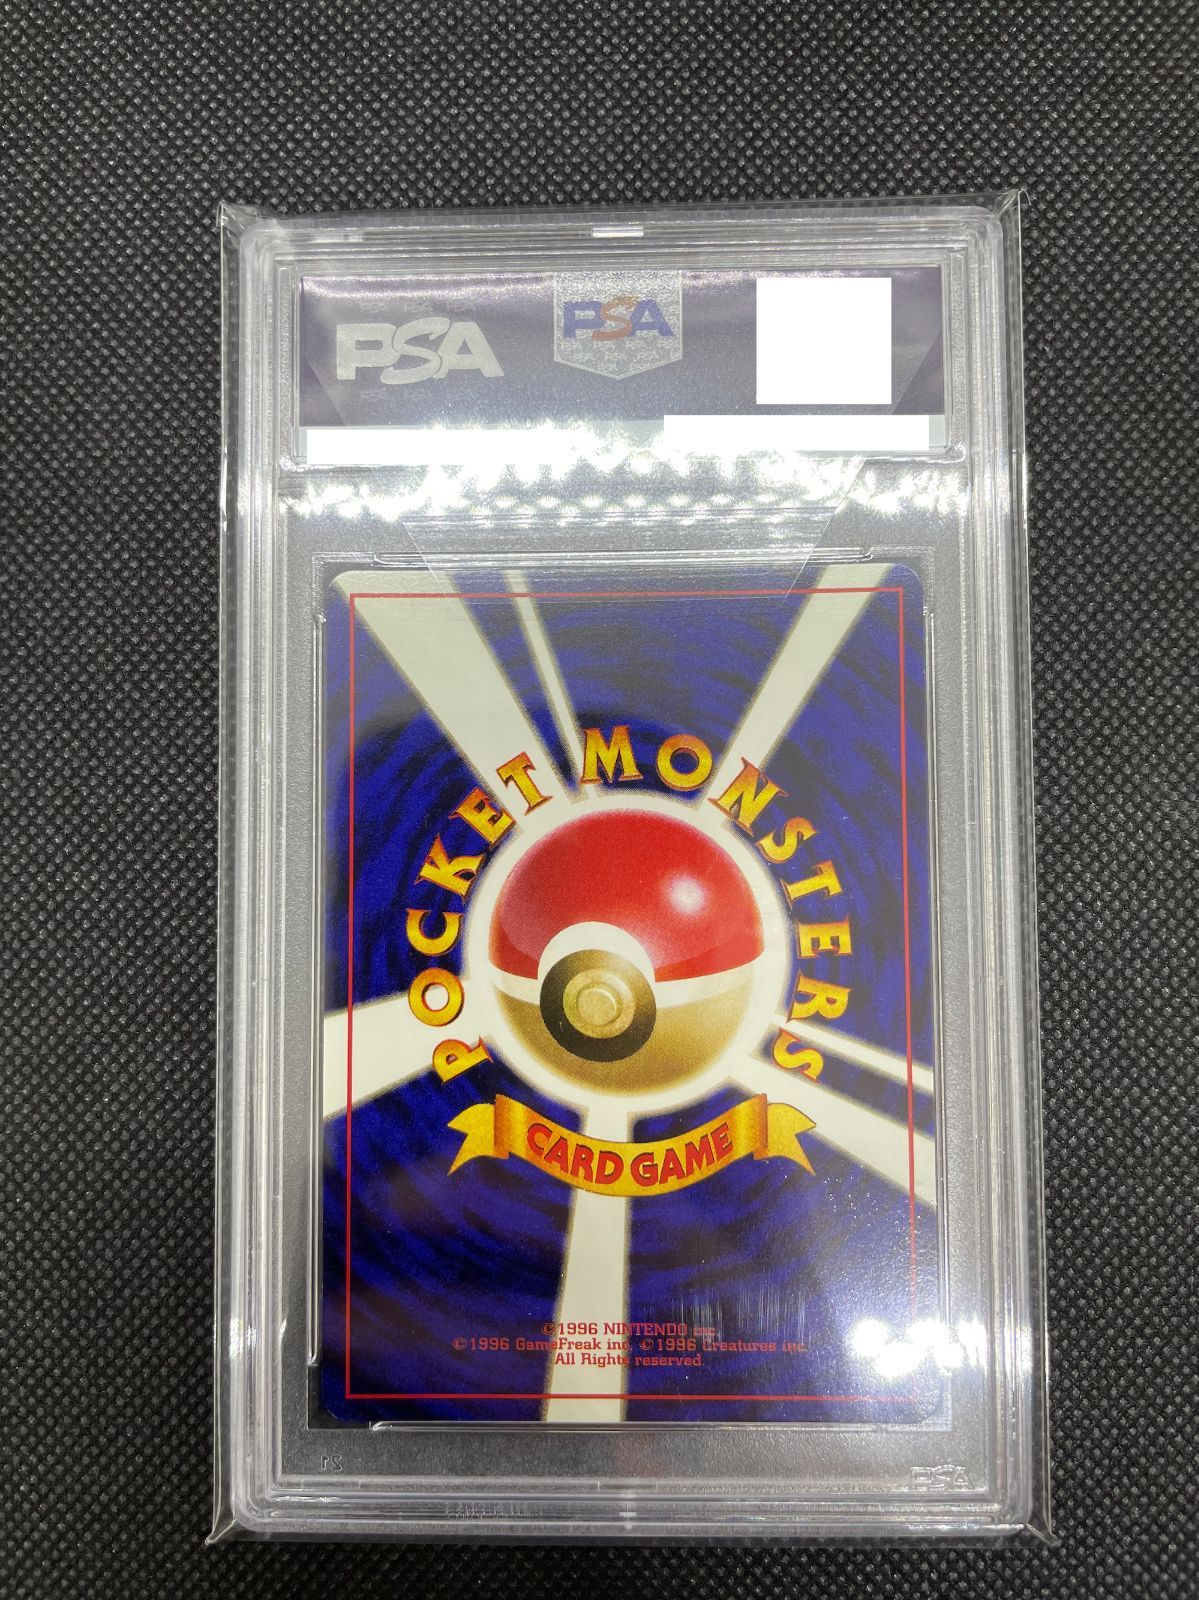 PSA
PSA
POCKET MONSTERS
CARD GAME
©1996 NINTENDO inc.
©1996 GameFreak inc. ©1996 Creatures inc.
All Rights reserved.
21
PSA